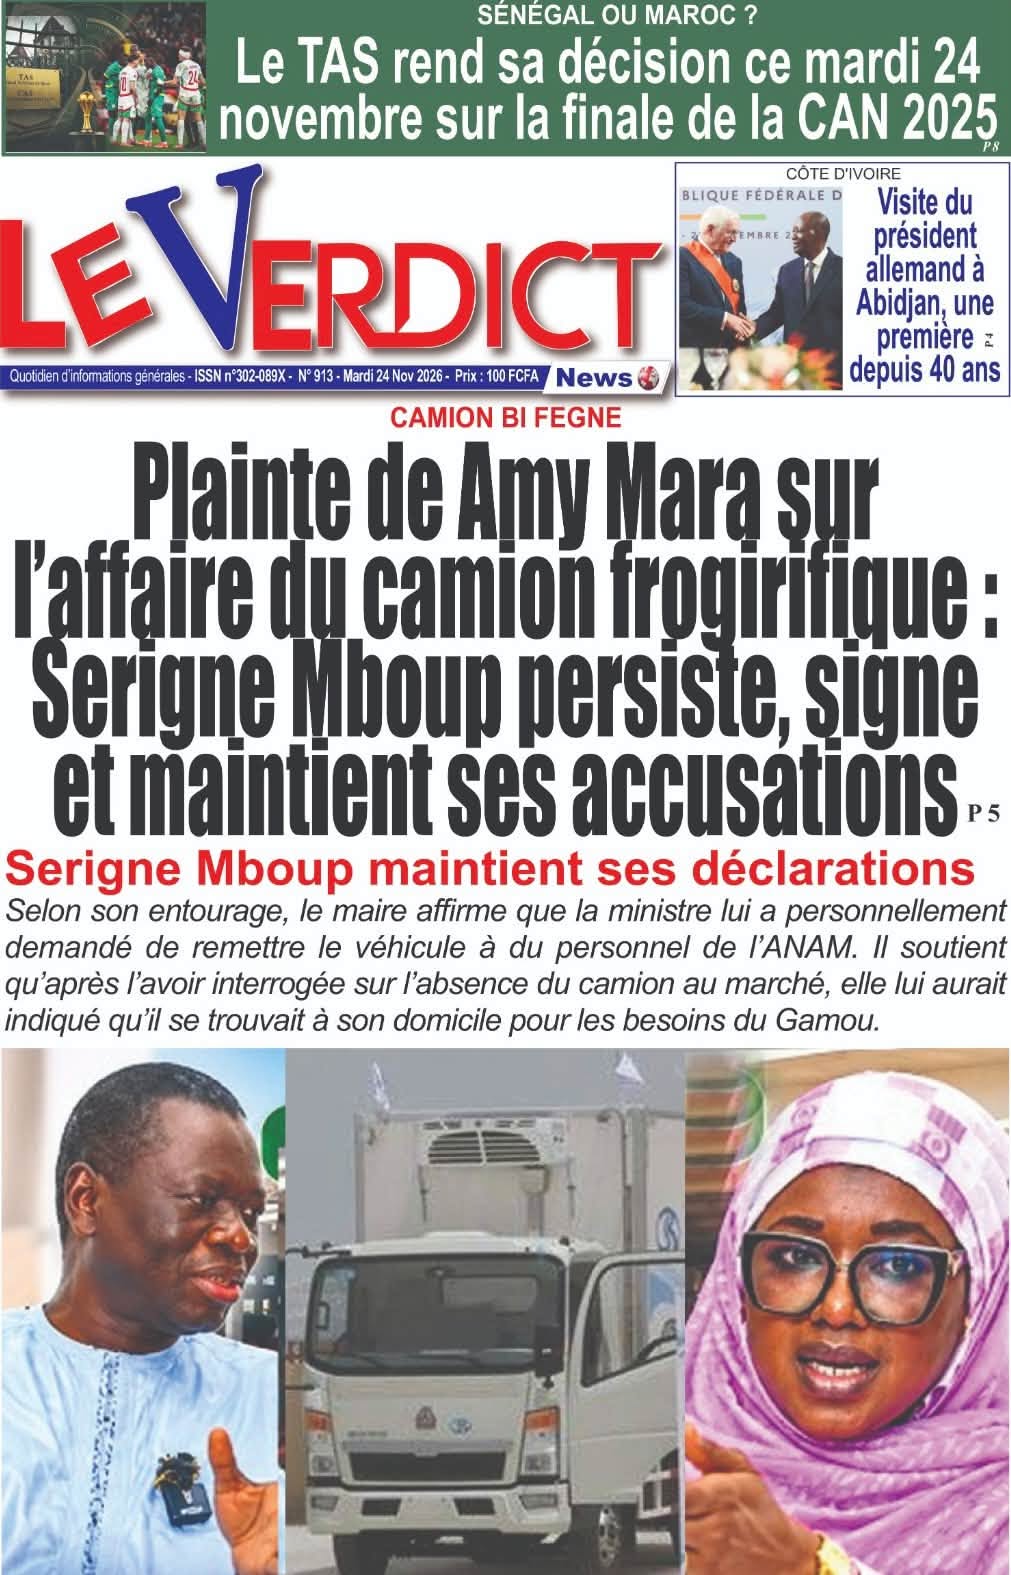 SÉNÉGAL OU MAROC ?
Le TAS rend sa décision ce mardi 24
novembre sur la finale de la CAN 2025
P 8
TAS
CAS
LE VERDICT
Quotidien d'informations générales - ISSN n°302-089X - N° 913 - Mardi 24 Nov 2026 - Prix : 100 FCFA
News
CÔTE D'IVOIRE
BLIQUE FÉDÉRALE D
Visite du
président
allemand à
Abidjan, une
première
P 4
depuis 40 ans
CAMION BI FEGNE
Plainte de Amy Mara sur
l'affaire du camion frogirifique :
Serigne Mboup persiste, signe
et maintient ses accusations
P 5
Serigne Mboup maintient ses déclarations
Selon son entourage, le maire affirme que la ministre lui a personnellement
demandé de remettre le véhicule à du personnel de l'ANAM. Il soutient
qu'après l'avoir interrogée sur l'absence du camion au marché, elle lui aurait
indiqué qu'il se trouvait à son domicile pour les besoins du Gamou.